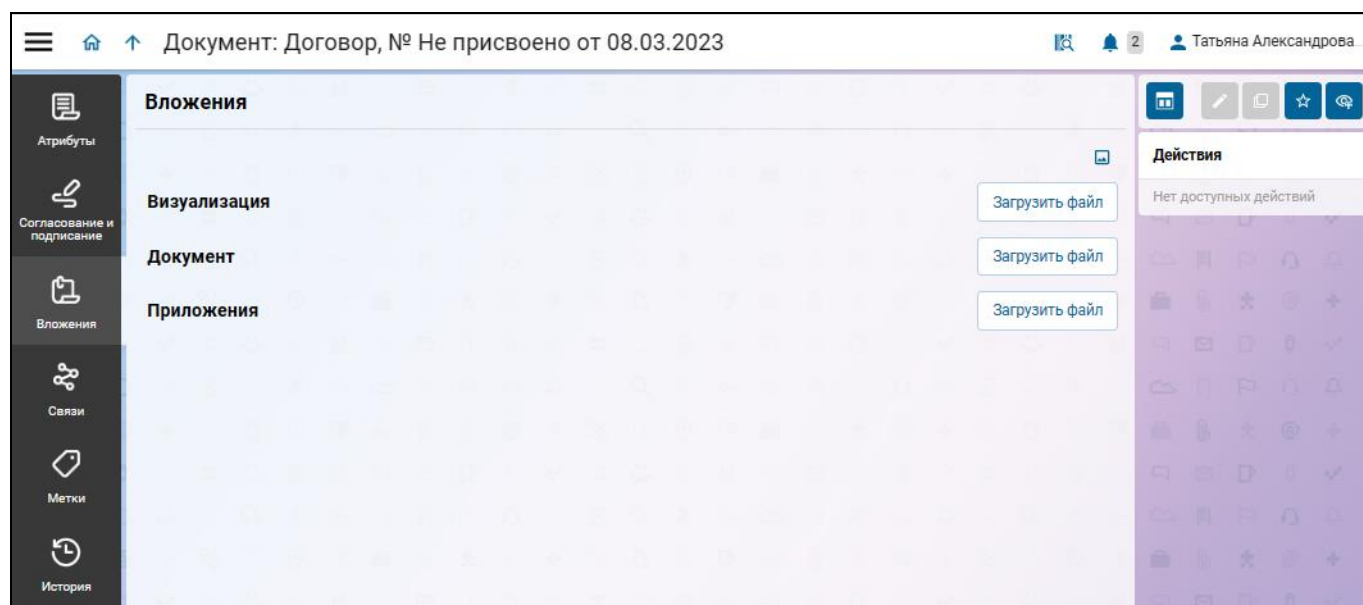 Документ: Договор, № Не присвоено от 08.03.2023
2
Татьяна Александрова...
Атрибуты
Согласование и
подписание
Вложения
Связи
Метки
История
Вложения
Визуализация
Загрузить файл
Документ
Загрузить файл
Приложения
Загрузить файл
Действия
Нет доступных действий